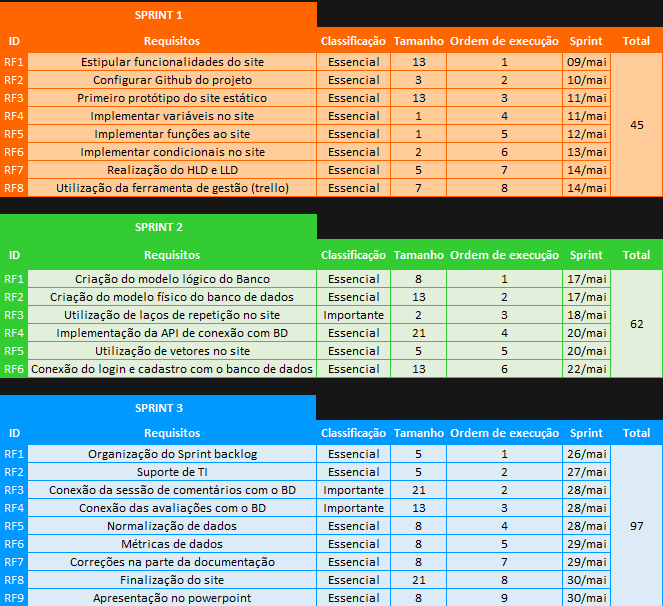 SPRINT 1
ID Requisitos Classificação Tamanho Ordem de execução Sprint Total
RF1 Estipular funcionalidades do site Essencial 13 1 09/mai
RF2 Configurar Github do projeto Essencial 3 2 10/mai
RF3 Primeiro protótipo do site estático Essencial 13 3 11/mai
RF4 Implementar variáveis no site Essencial 1 4 11/mai
45
RF5 Implementar funções ao site Essencial 1 5 12/mai
RF6 Implementar condicionais no site Essencial 2 6 13/mai
RF7 Realização do HLD e LLD Essencial 5 7 14/mai
RF8 Utilização da ferramenta de gestão (trello) Essencial 7 8 14/mai
SPRINT 2
ID Requisitos Classificação Tamanho Ordem de execução Sprint Total
RF1 Criação do modelo lógico do Banco Essencial 8 1 17/mai
RF2 Criação do modelo físico do banco de dados Essencial 13 2 17/mai
RF3 Utilização de laços de repetição no site Importante 2 3 18/mai
62
RF4 Implementação da API de conexão com BD Essencial 21 4 20/mai
RF5 Utilização de vetores no site Essencial 5 5 20/mai
RF6 Conexão do login e cadastro com o banco de dados Essencial 13 6 22/mai
SPRINT 3
ID Requisitos Classificação Tamanho Ordem de execução Sprint Total
RF1 Organização do Sprint backlog Essencial 5 1 26/mai
RF2 Suporte de TI Essencial 5 2 27/mai
RF3 Conexão da sessão de comentários com o BD Importante 21 2 28/mai
RF4 Conexão das avaliações com o BD Importante 13 3 28/mai
RF5 Normalização de dados Essencial 8 4 28/mai 97
RF6 Métricas de dados Essencial 8 5 29/mai
RF7 Correções na parte da documentação Essencial 8 7 29/mai
RF8 Finalização do site Essencial 21 8 30/mai
RF9 Apresentação no powerpoint Essencial 8 9 30/mai